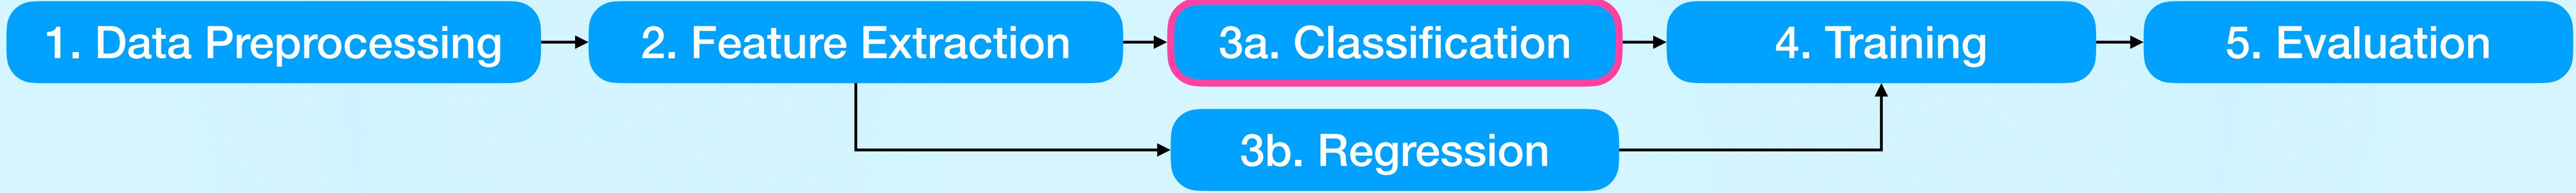 1. Data Preprocessing
2. Feature Extraction
3a. Classification
4. Training
5. Evaluation
3b. Regression